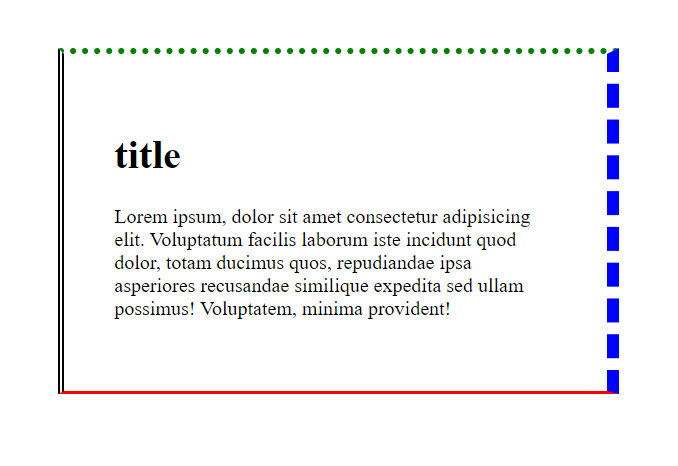 title
Lorem ipsum, dolor sit amet consectetur adipisicing
elit. Voluptatum facilis laborum iste incidunt quod
dolor, totam ducimus quos, repudiandae ipsa
asperiores recusandae similique expedita sed ullam
possimus! Voluptatem, minima provident!